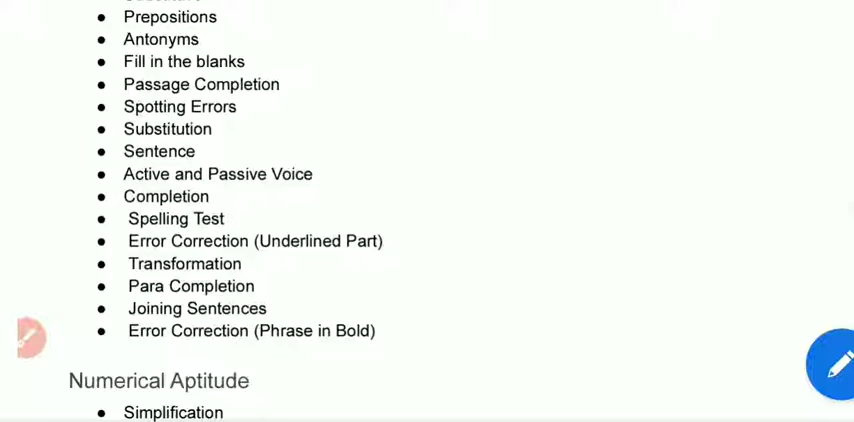 • Prepositions
• Antonyms
• Fill in the blanks
• Passage Completion
• Spotting Errors
• Substitution
• Sentence
• Active and Passive Voice
• Completion
• Spelling Test
• Error Correction (Underlined Part)
• Transformation
• Para Completion
• Joining Sentences
• Error Correction (Phrase in Bold)
Numerical Aptitude
• Simplification